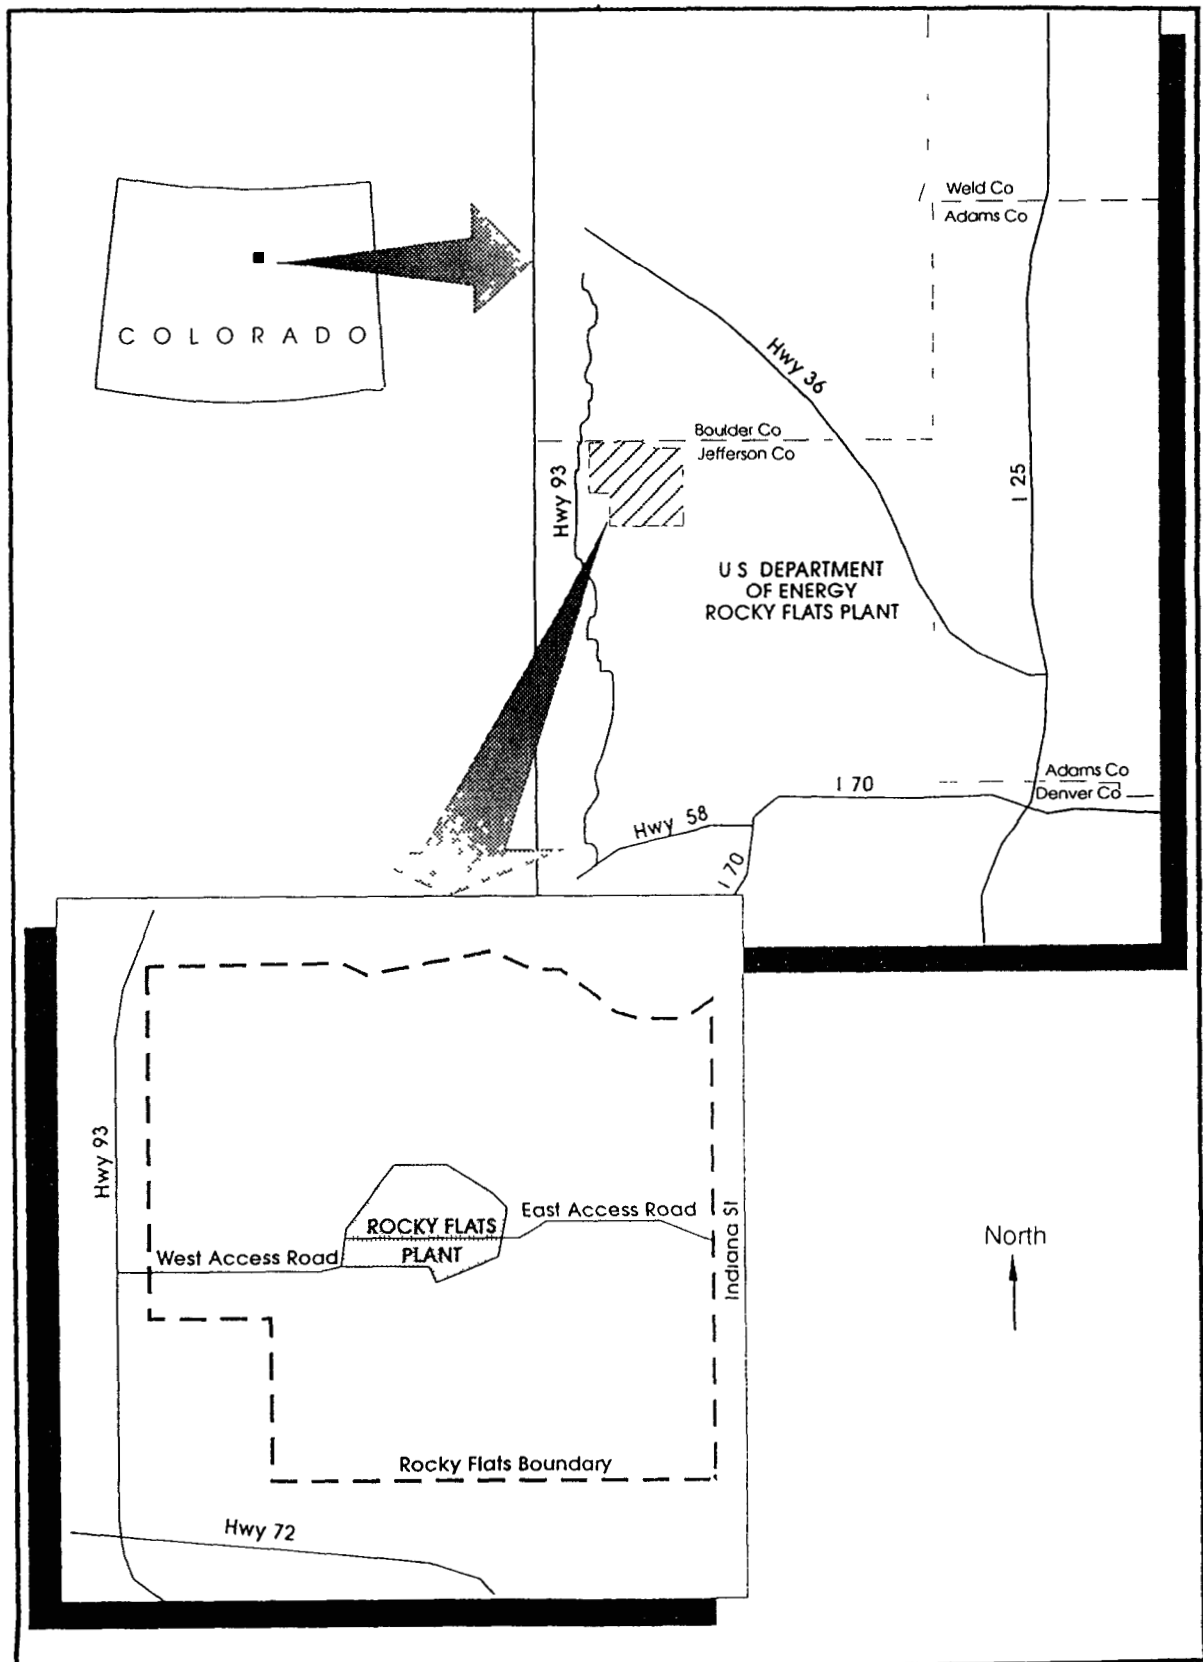 Weld Co
Adams Co
COLORADO
Hwy 36
Boulder Co
Jefferson Co
Hwy 93
I 25
U S DEPARTMENT
OF ENERGY
ROCKY FLATS PLANT
Adams Co
Denver Co
I 70
Hwy 58
I 70
Hwy 93
ROCKY FLATS
PLANT
East Access Road
West Access Road
Indiana St
North
Rocky Flats Boundary
Hwy 72